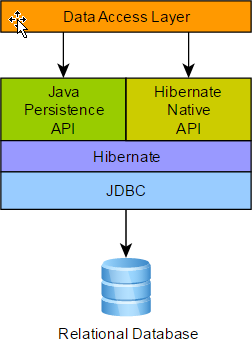 Data Access Layer
Java
Persistence
API
Hibernate
Native
API
Hibernate
JDBC
Relational Database